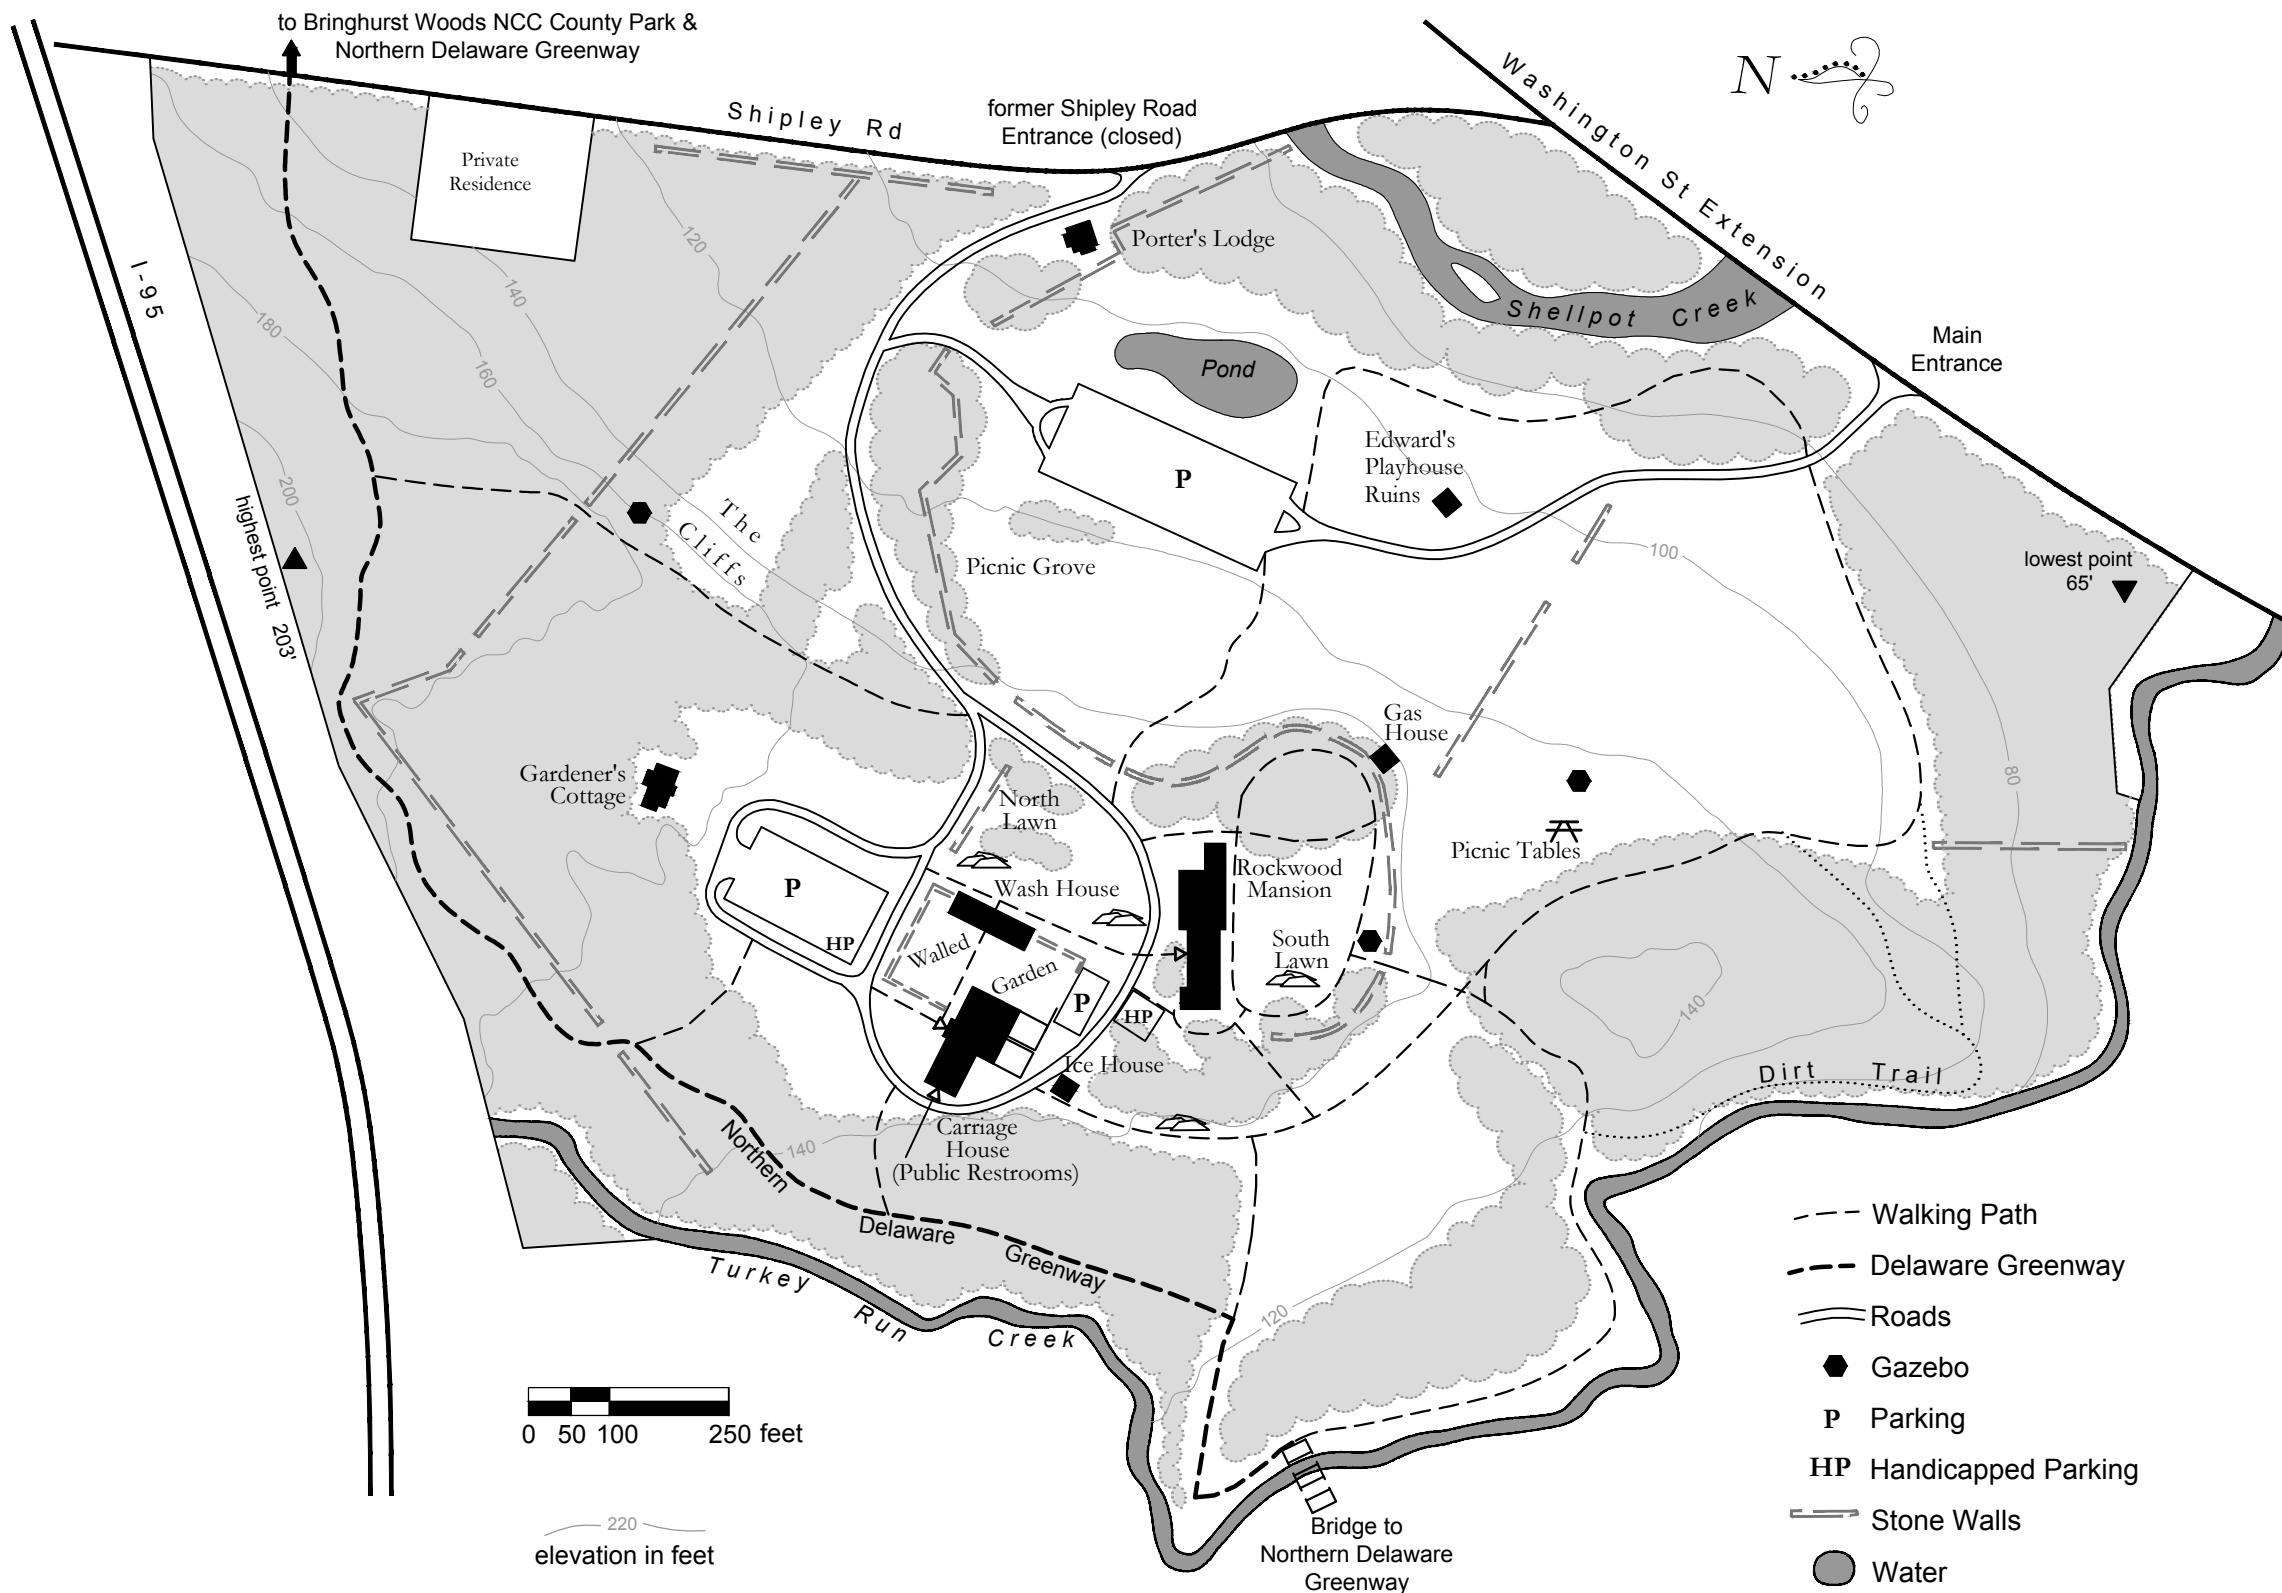 to Bringhurst Woods NCC County Park &
Northern Delaware Greenway
Shipley Rd
former Shipley Road
Entrance (closed)
Washington St Extension
N
Private
Residence
I-95
Porter's Lodge
Shellpot Creek
Main
Entrance
120
140
160
180
200
Pond
highest point 203'
The
Cliffs
P
Edward's
Playhouse
Ruins
Picnic Grove
100
lowest point
65'
Gas
House
Gardener's
Cottage
North
Lawn
80
Picnic Tables
P
HP
Wash House
Rockwood
Mansion
Walled
Garden
South
Lawn
P
HP
140
Ice House
Dirt Trail
Carriage
House
(Public Restrooms)
140
Northern
Delaware
Greenway
120
Turkey
Run
Creek
0 50 100 250 feet
220
elevation in feet
Bridge to
Northern Delaware
Greenway
Walking Path
Delaware Greenway
Roads
Gazebo
P Parking
HP Handicapped Parking
Stone Walls
Water